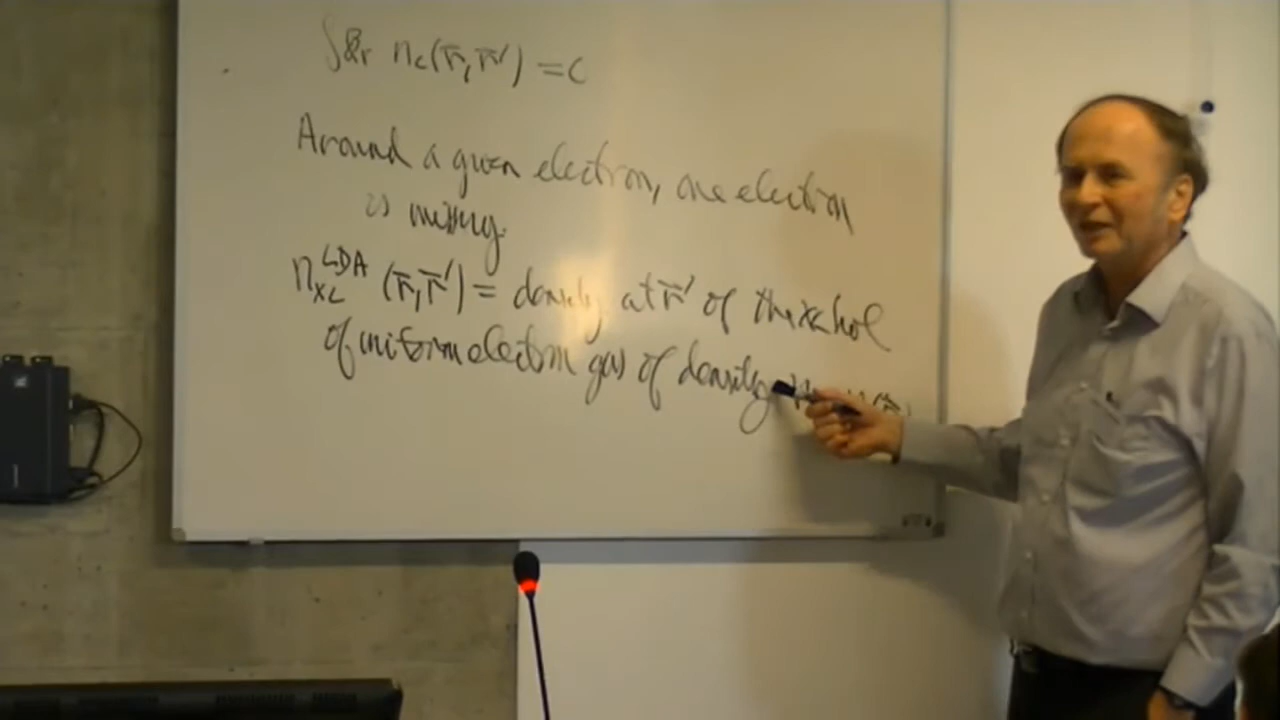 ∫d³r n_c(r̄,r̄′) = 0
Around a given electron, one electron
is missing.
n_xc^LDA (r̄,r̄′) = density at r̄′ of the xc hole
of uniform electron gas of density (r̄)